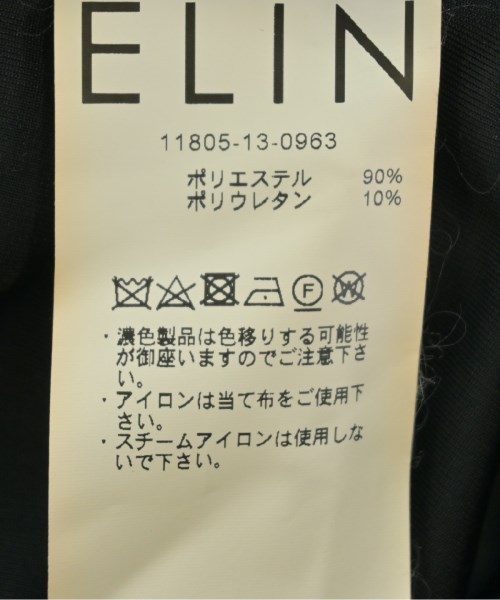 ELIN
11805-13-0963
ポリエステル 90%
ポリウレタン 10%
F W
・濃色製品は色移りする可能性
が御座いますのでご注意下さ
い。
・アイロンは当て布をご使用下
さい。
・スチームアイロンは使用しな
いで下さい。